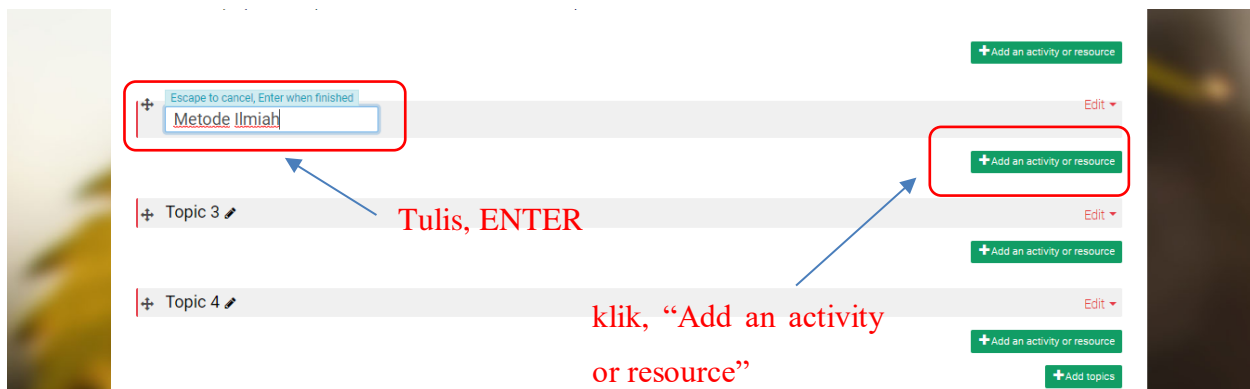 +Add an activity or resource
Escape to cancel, Enter when finished
Metode Ilmiah
Edit
+Add an activity or resource
Topic 3
Edit
Tulis, ENTER
+Add an activity or resource
Topic 4
Edit
klik, “Add an activity
or resource”
+Add an activity or resource
+Add topics